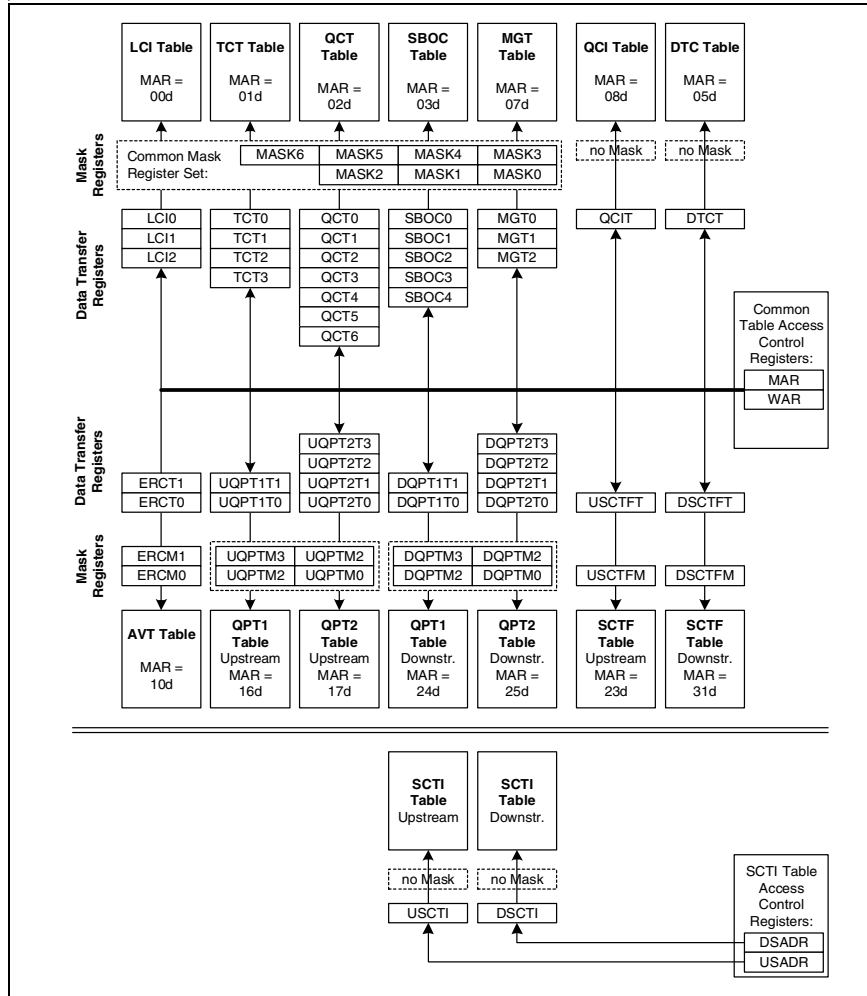 LCI Table
MAR =
00d
TCT Table
MAR =
01d
QCT
Table
MAR =
02d
SBOC
Table
MAR =
03d
MGT
Table
MAR =
07d
QCI Table
MAR =
08d
DTC Table
MAR =
05d
Mask
Registers
Common Mask
Register Set:
MASK6
MASK5
MASK4
MASK3
MASK2
MASK1
MASK0
no Mask
no Mask
Data Transfer
Registers
LCI0
LCI1
LCI2
TCT0
TCT1
TCT2
TCT3
QCT0
QCT1
QCT2
QCT3
QCT4
QCT5
QCT6
SBOC0
SBOC1
SBOC2
SBOC3
SBOC4
MGT0
MGT1
MGT2
QCIT
DTCT
Common
Table Access
Control
Registers:
MAR
WAR
Data Transfer
Registers
ERCT1
ERCT0
UQPT1T1
UQPT1T0
UQPT2T3
UQPT2T2
UQPT2T1
UQPT2T0
DQPT1T1
DQPT1T0
DQPT2T3
DQPT2T2
DQPT2T1
DQPT2T0
USCTFT
DSCTFT
Mask
Registers
ERCM1
ERCM0
UQPTM3
UQPTM2
UQPTM2
UQPTM0
DQPTM3
DQPTM2
DQPTM2
DQPTM0
USCTFM
DSCTFM
AVT Table
MAR =
10d
QPT1
Table
Upstream
MAR =
16d
QPT2
Table
Upstream
MAR =
17d
QPT1
Table
Downstr.
MAR =
24d
QPT2
Table
Downstr.
MAR =
25d
SCTF
Table
Upstream
MAR =
23d
SCTF
Table
Downstr.
MAR =
31d
SCTI
Table
Upstream
SCTI
Table
Downstr.
no Mask
no Mask
USCTI
DSCTI
SCTI Table
Access
Control
Registers:
DSADR
USADR